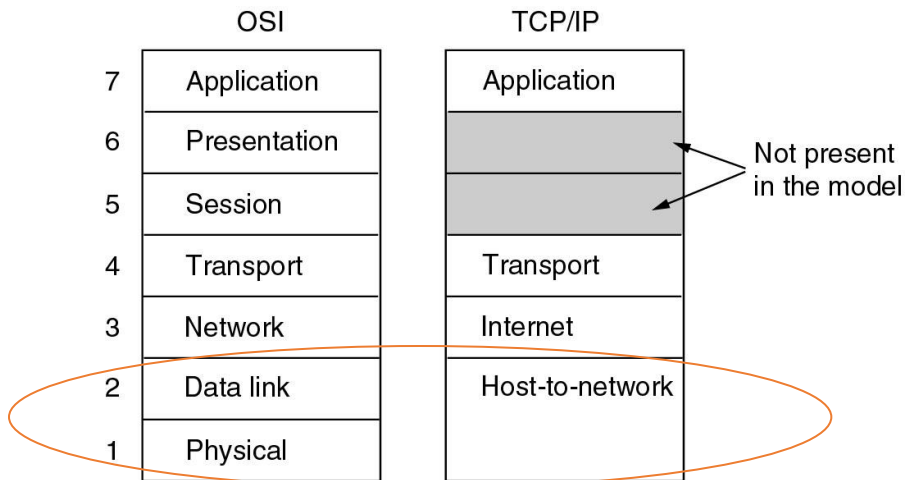 OSI TCP/IP
7 Application Application
6 Presentation
Not present
in the model
5 Session
4 Transport Transport
3 Network Internet
2 Data link Host-to-network
1 Physical